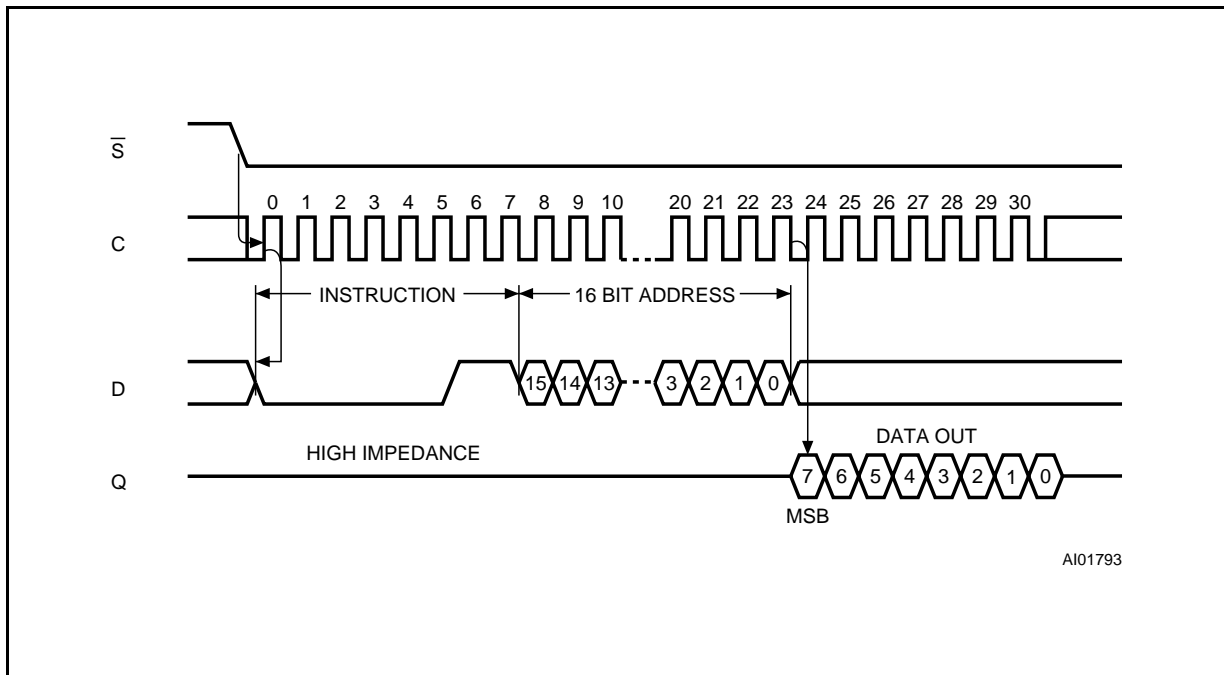 S̅
0 1 2 3 4 5 6 7 8 9 10 20 21 22 23 24 25 26 27 28 29 30
C
INSTRUCTION 16 BIT ADDRESS
D
15 14 13 3 2 1 0
HIGH IMPEDANCE DATA OUT
Q
7 6 5 4 3 2 1 0
MSB
AI01793